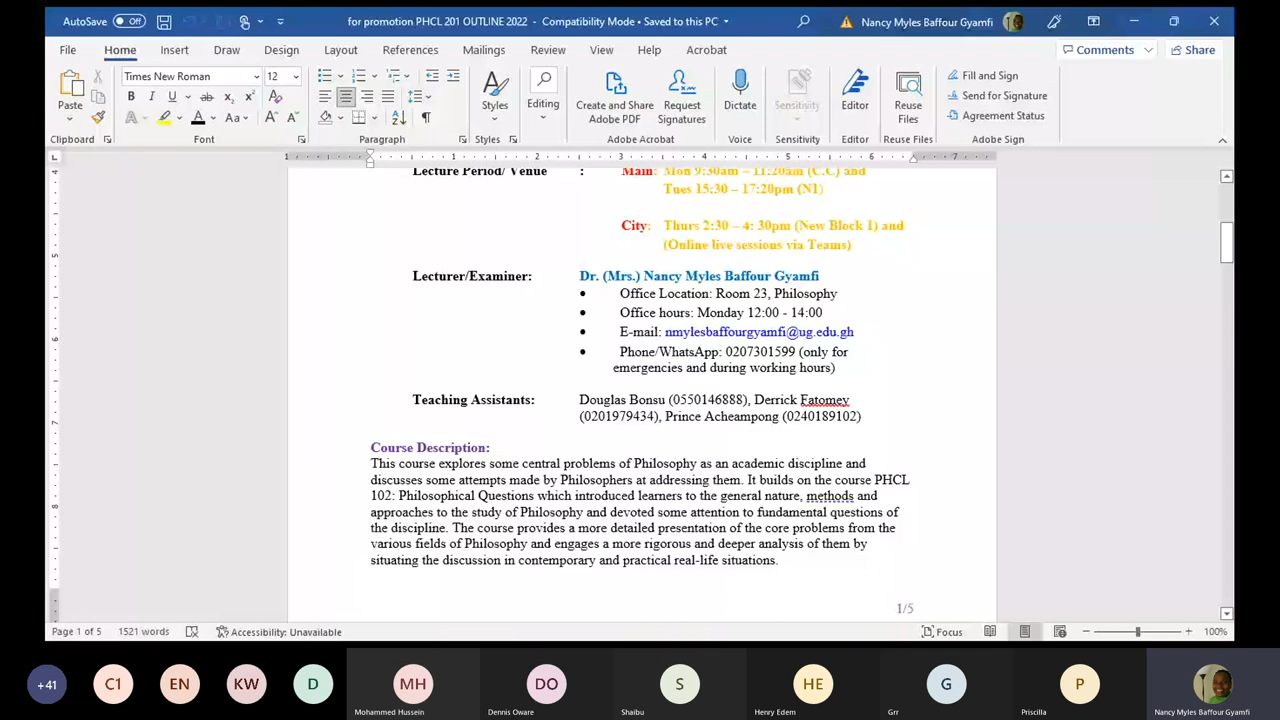 AutoSave Off for promotion PHCL 201 OUTLINE 2022 - Compatibility Mode • Saved to this PC Nancy Myles Baffour Gyamfi
File Home Insert Draw Design Layout References Mailings Review View Help Acrobat Comments Share
Times New Roman 12
Paste Styles Editing Create and Share Adobe PDF Request Signatures Dictate Sensitivity Editor Reuse Files
Fill and Sign
Send for Signature
Agreement Status
Clipboard Font Paragraph Styles Adobe Acrobat Voice Sensitivity Editor Reuse Files Adobe Sign
1 1 2 3 4 5 6 7
Lecture Period/ Venue : Main: Mon 9:30am – 11:20am (C.C) and
Tues 15:30 – 17:20pm (N1)
City: Thurs 2:30 – 4: 30pm (New Block 1) and
(Online live sessions via Teams)
Lecturer/Examiner: Dr. (Mrs.) Nancy Myles Baffour Gyamfi
• Office Location: Room 23, Philosophy
• Office hours: Monday 12:00 - 14:00
• E-mail: nmylesbaffourgyamfi@ug.edu.gh
• Phone/WhatsApp: 0207301599 (only for
emergencies and during working hours)
Teaching Assistants: Douglas Bonsu (0550146888), Derrick Fatomey
(0201979434), Prince Acheampong (0240189102)
Course Description:
This course explores some central problems of Philosophy as an academic discipline and
discusses some attempts made by Philosophers at addressing them. It builds on the course PHCL
102: Philosophical Questions which introduced learners to the general nature, methods and
approaches to the study of Philosophy and devoted some attention to fundamental questions of
the discipline. The course provides a more detailed presentation of the core problems from the
various fields of Philosophy and engages a more rigorous and deeper analysis of them by
situating the discussion in contemporary and practical real-life situations.
1/5
Page 1 of 5 1521 words Accessibility: Unavailable Focus 100%
+41 C1 EN KW D MH DO S HE G P
Mohammed Hussein Dennis Oware Shaibu Henry Edem Grr Priscilla Nancy Myles Baffour Gyamfi